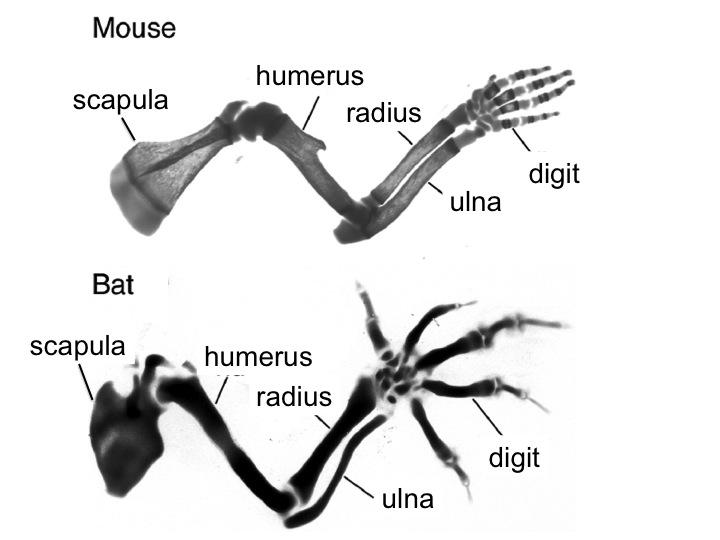 Mouse
humerus
scapula
radius
digit
ulna
Bat
scapula
humerus
radius
digit
ulna